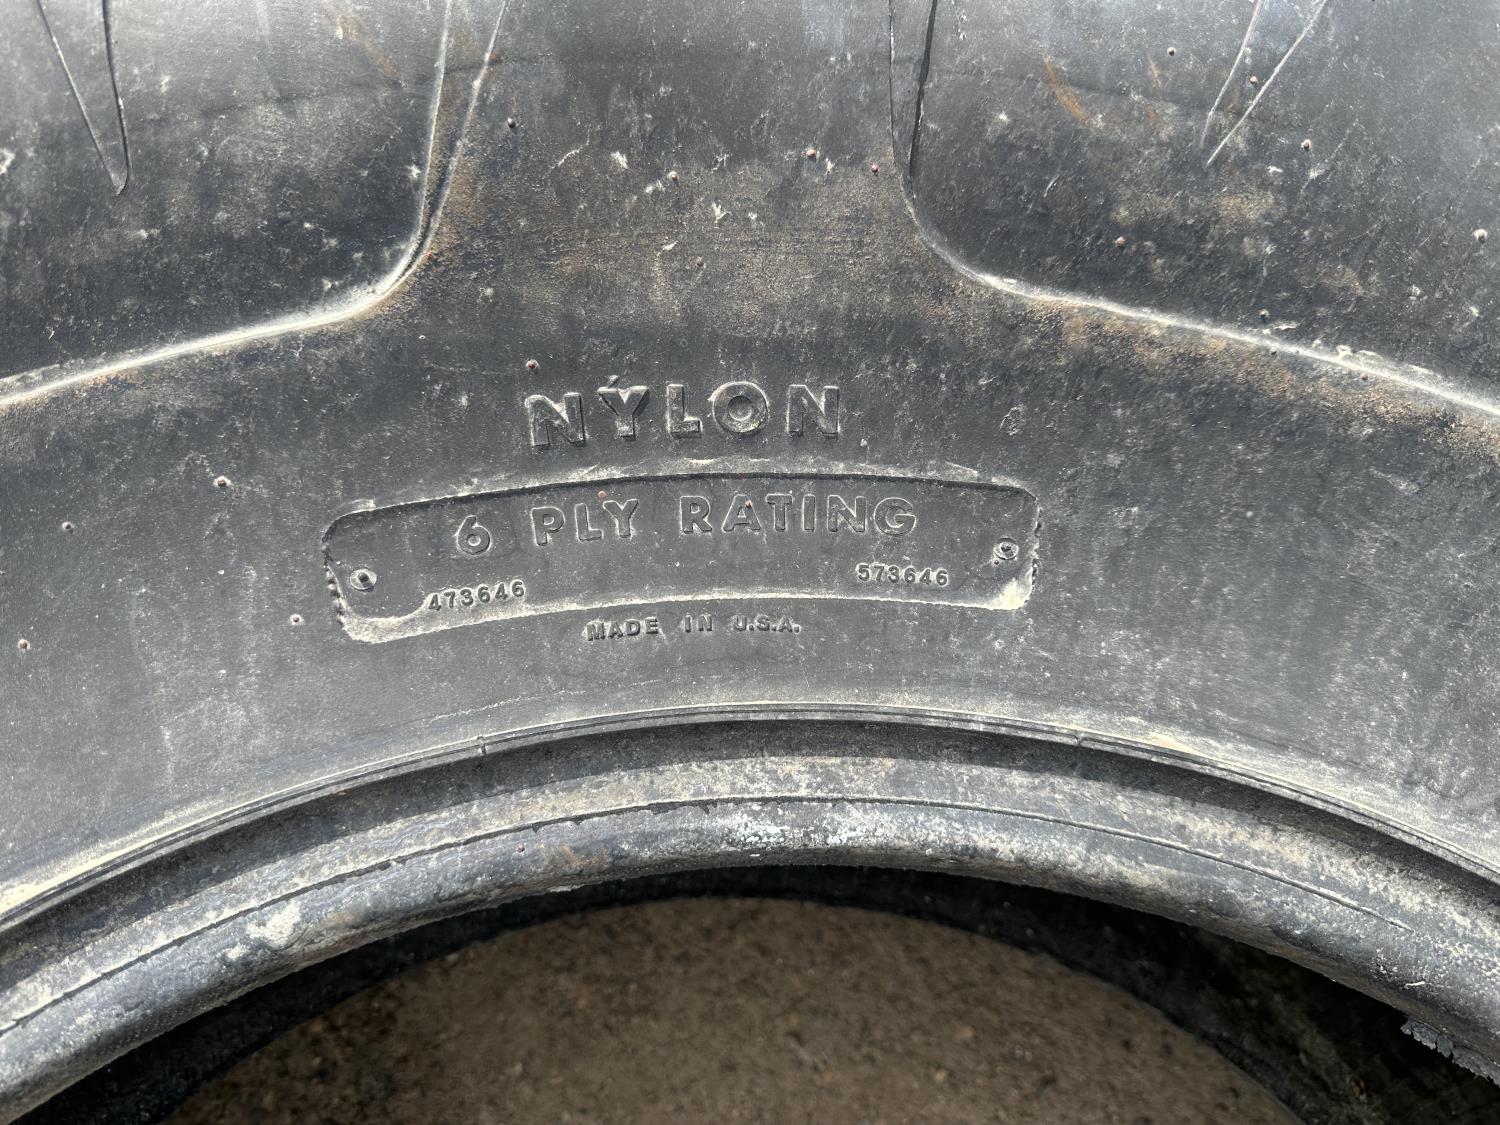 NYLON
6 PLY RATING
473646 573646
MADE IN U.S.A.